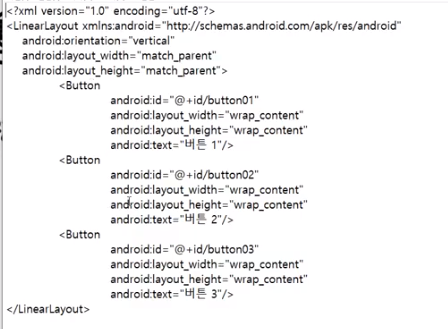 <?xml version="1.0" encoding="utf-8"?>
<LinearLayout xmlns:android="http://schemas.android.com/apk/res/android"
android:orientation="vertical"
android:layout_width="match_parent"
android:layout_height="match_parent">
<Button
android:id="@+id/button01"
android:layout_width="wrap_content"
android:layout_height="wrap_content"
android:text="버튼 1"/>
<Button
android:id="@+id/button02"
android:layout_width="wrap_content"
android:layout_height="wrap_content"
android:text="버튼 2"/>
<Button
android:id="@+id/button03"
android:layout_width="wrap_content"
android:layout_height="wrap_content"
android:text="버튼 3"/>
</LinearLayout>